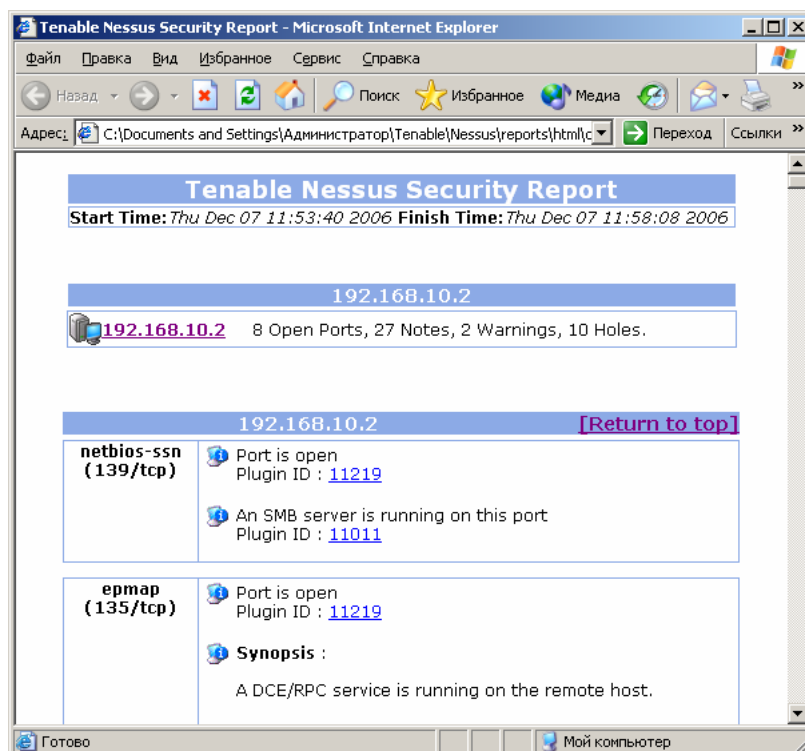 Tenable Nessus Security Report - Microsoft Internet Explorer
Файл Правка Вид Избранное Сервис Справка
Назад Поиск Избранное Медиа »
Адрес: C:\Documents and Settings\Администратор\Tenable\Nessus\reports\html\c Переход Ссылки »
Tenable Nessus Security Report
Start Time: Thu Dec 07 11:53:40 2006 Finish Time: Thu Dec 07 11:58:08 2006
192.168.10.2
192.168.10.2 8 Open Ports, 27 Notes, 2 Warnings, 10 Holes.
192.168.10.2 [Return to top]
netbios-ssn
(139/tcp)
Port is open
Plugin ID : 11219
An SMB server is running on this port
Plugin ID : 11011
epmap
(135/tcp)
Port is open
Plugin ID : 11219
Synopsis :
A DCE/RPC service is running on the remote host.
Готово Мой компьютер